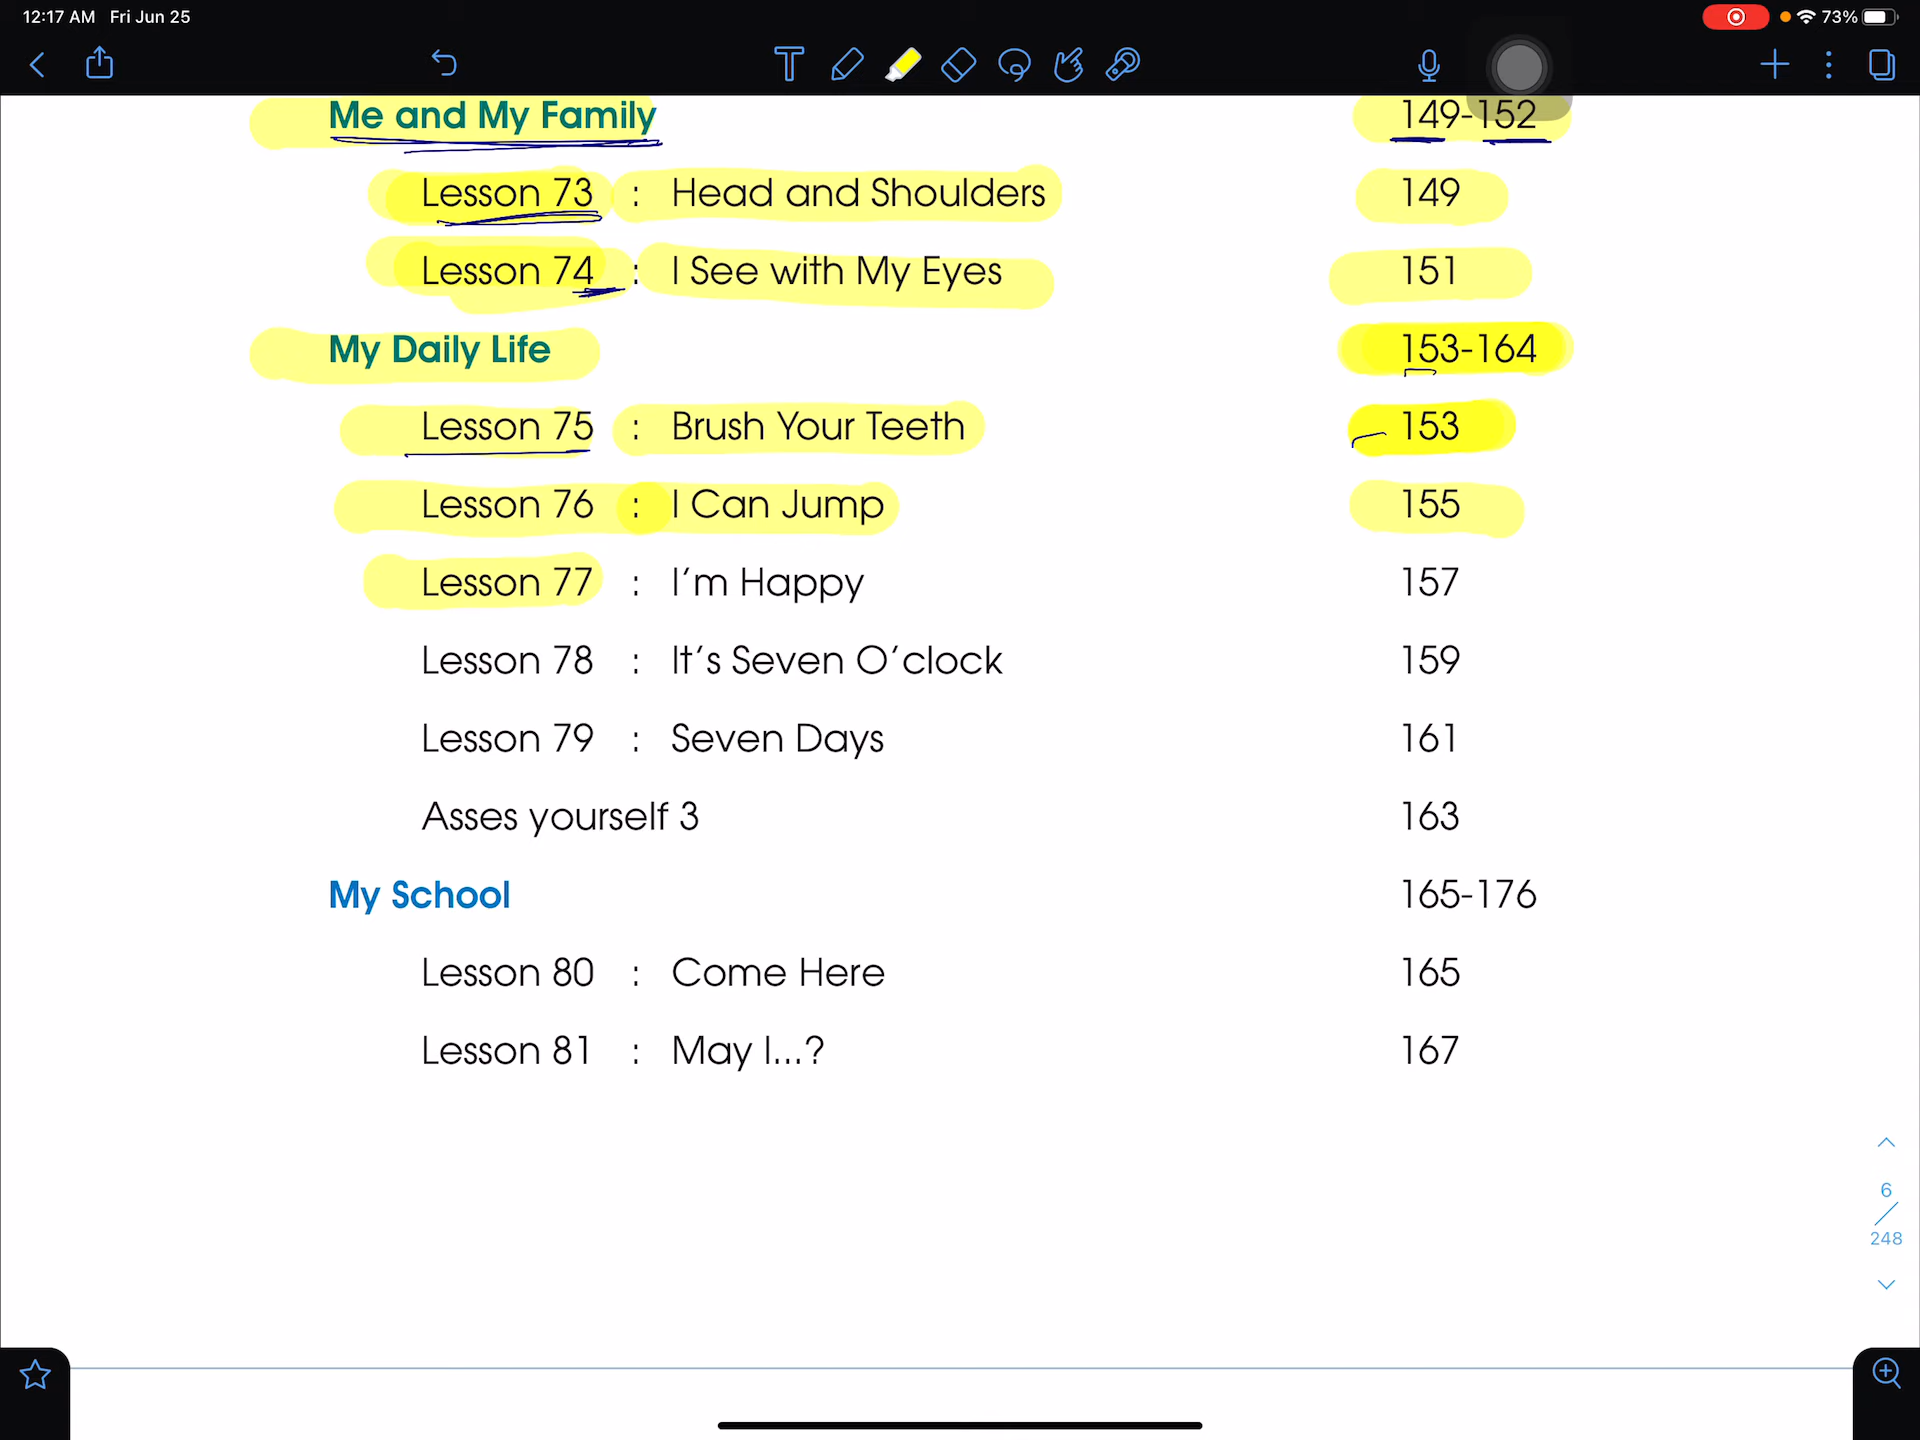 12:17 AM Fri Jun 25 73%
Me and My Family 149-152
Lesson 73 : Head and Shoulders 149
Lesson 74 : I See with My Eyes 151
My Daily Life 153-164
Lesson 75 : Brush Your Teeth 153
Lesson 76 : I Can Jump 155
Lesson 77 : I'm Happy 157
Lesson 78 : It's Seven O'clock 159
Lesson 79 : Seven Days 161
Asses yourself 3 163
My School 165-176
Lesson 80 : Come Here 165
Lesson 81 : May I...? 167
6
248